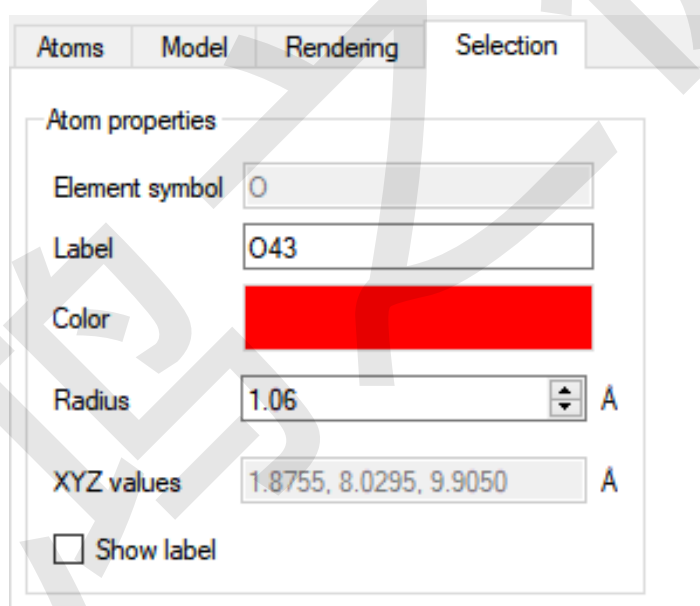 Atoms Model Rendering Selection
Atom properties
Element symbol O
Label O43
Color
Radius 1.06 Å
XYZ values 1.8755, 8.0295, 9.9050 Å
Show label